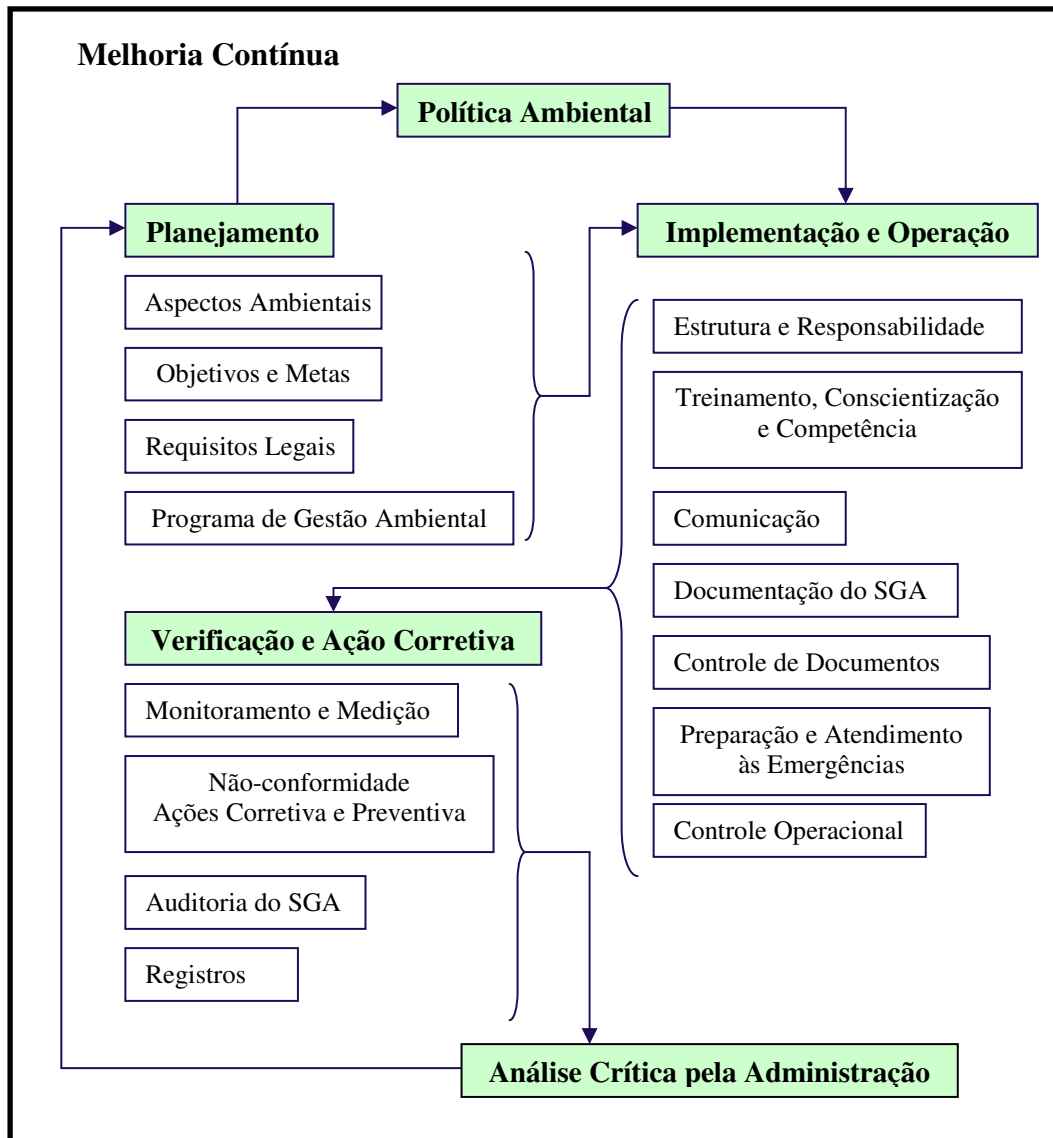 Melhoria Contínua
Política Ambiental
Planejamento
Aspectos Ambientais
Objetivos e Metas
Requisitos Legais
Programa de Gestão Ambiental
Implementação e Operação
Estrutura e Responsabilidade
Treinamento, Conscientização
e Competência
Comunicação
Documentação do SGA
Controle de Documentos
Preparação e Atendimento
às Emergências
Controle Operacional
Verificação e Ação Corretiva
Monitoramento e Medição
Não-conformidade
Ações Corretiva e Preventiva
Auditoria do SGA
Registros
Análise Crítica pela Administração